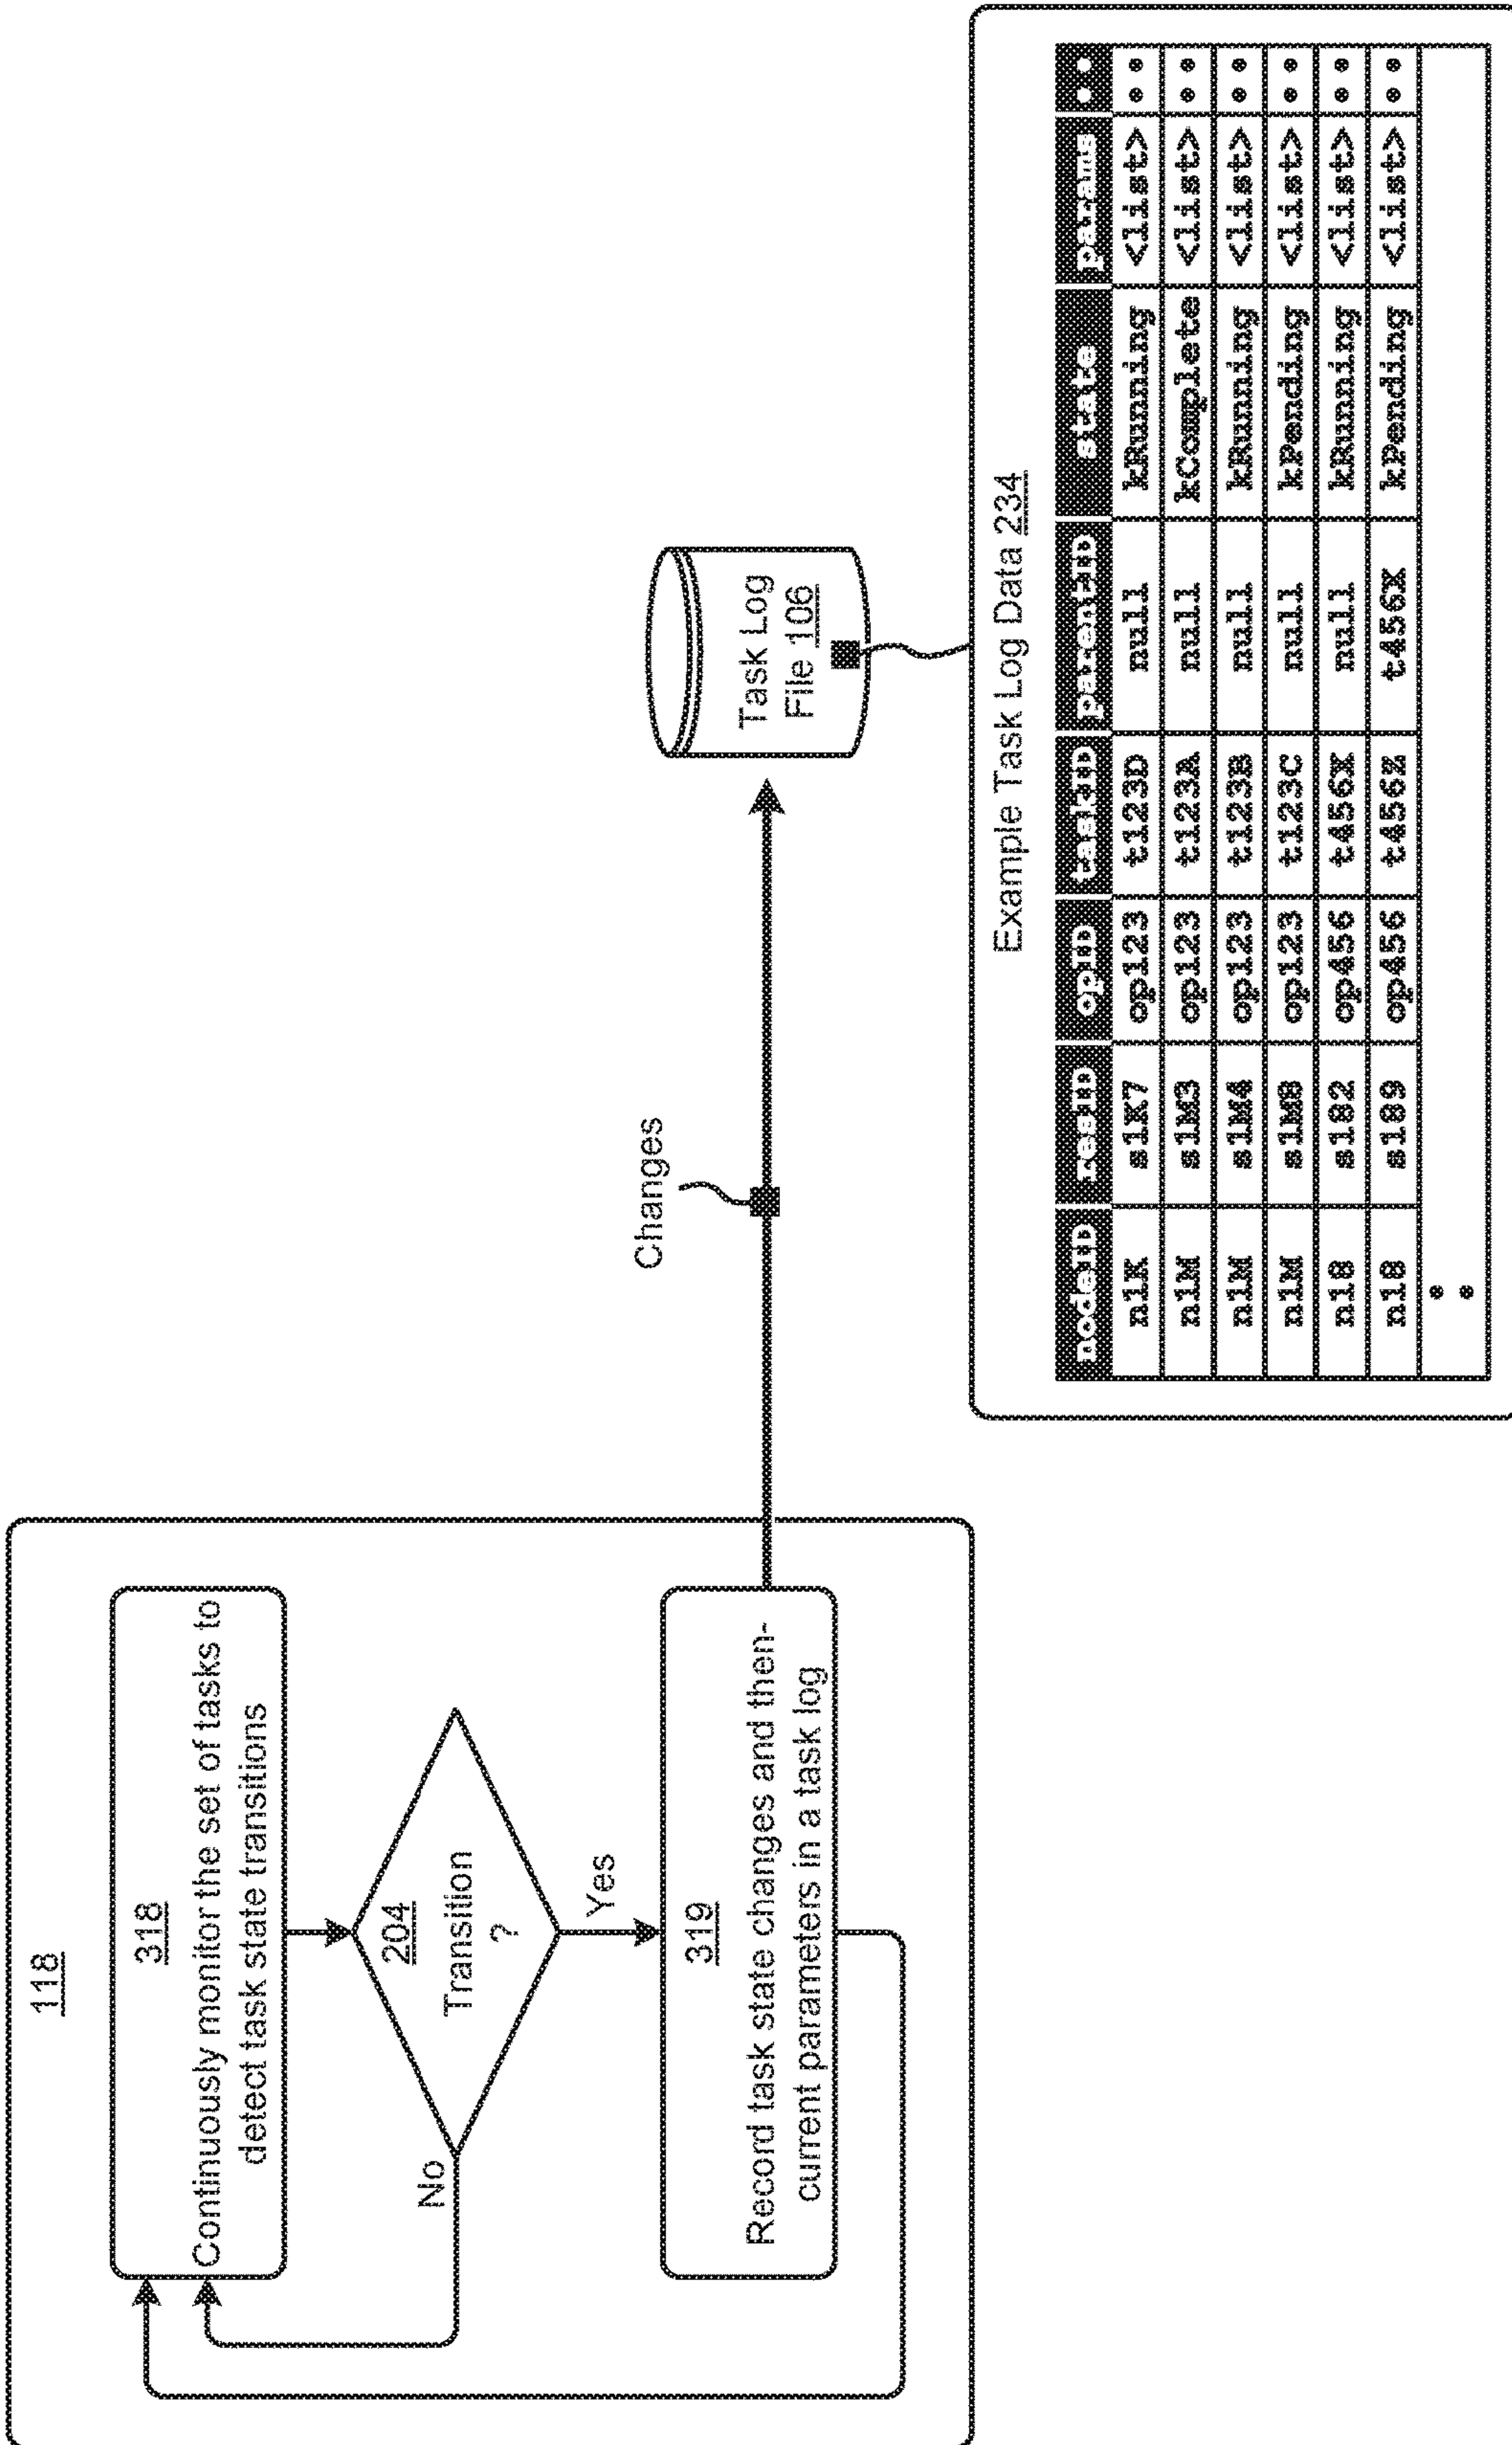 118
318
Continuously monitor the set of tasks to
detect task state transitions
204
Transition
?
No
Yes
319
Record task state changes and then-
current parameters in a task log
Changes
Task Log
File 106
Example Task Log Data 234
nodeID resID opID taskID parentID state params
n1K s1K7 op123 t123D null kRunning <list>
n1M s1M3 op123 t123A null kComplete <list>
n1M s1M4 op123 t123B null kRunning <list>
n1M s1M8 op123 t123C null kPending <list>
n18 s182 op456 t456X null kRunning <list>
n18 s189 op456 t456Z t456X kPending <list>